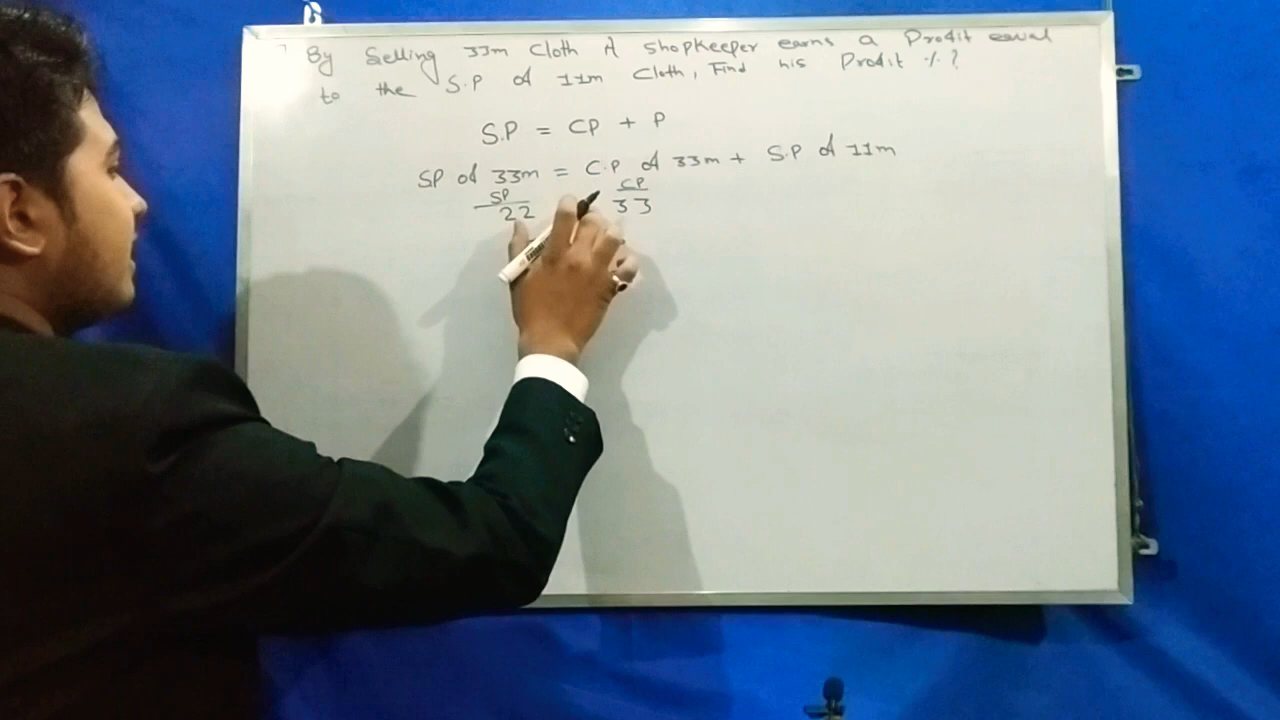 By Selling 33m Cloth A Shopkeeper earns a Profit equal
to the S.P of 11m Cloth, Find his Profit %?
S.P = CP + P
SP of 33m = C.P of 33m + S.P of 11m
SP CP
22 33